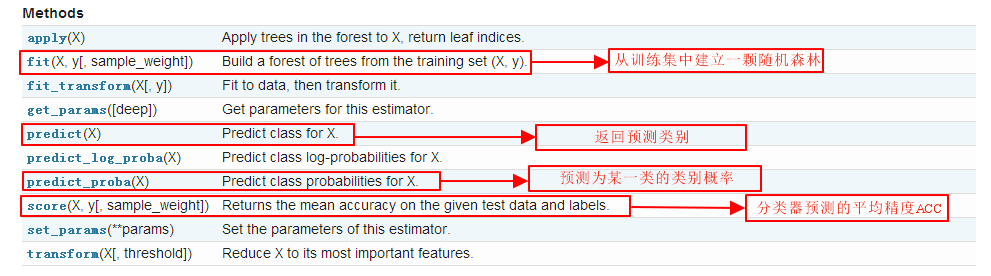 Methods
apply(X) Apply trees in the forest to X, return leaf indices.
fit(X, y[, sample_weight]) Build a forest of trees from the training set (X, y). 从训练集中建立一颗随机森林
fit_transform(X[, y]) Fit to data, then transform it.
get_params([deep]) Get parameters for this estimator.
predict(X) Predict class for X. 返回预测类别
predict_log_proba(X) Predict class log-probabilities for X.
predict_proba(X) Predict class probabilities for X. 预测为某一类的类别概率
score(X, y[, sample_weight]) Returns the mean accuracy on the given test data and labels. 分类器预测的平均精度ACC
set_params(**params) Set the parameters of this estimator.
transform(X[, threshold]) Reduce X to its most important features.